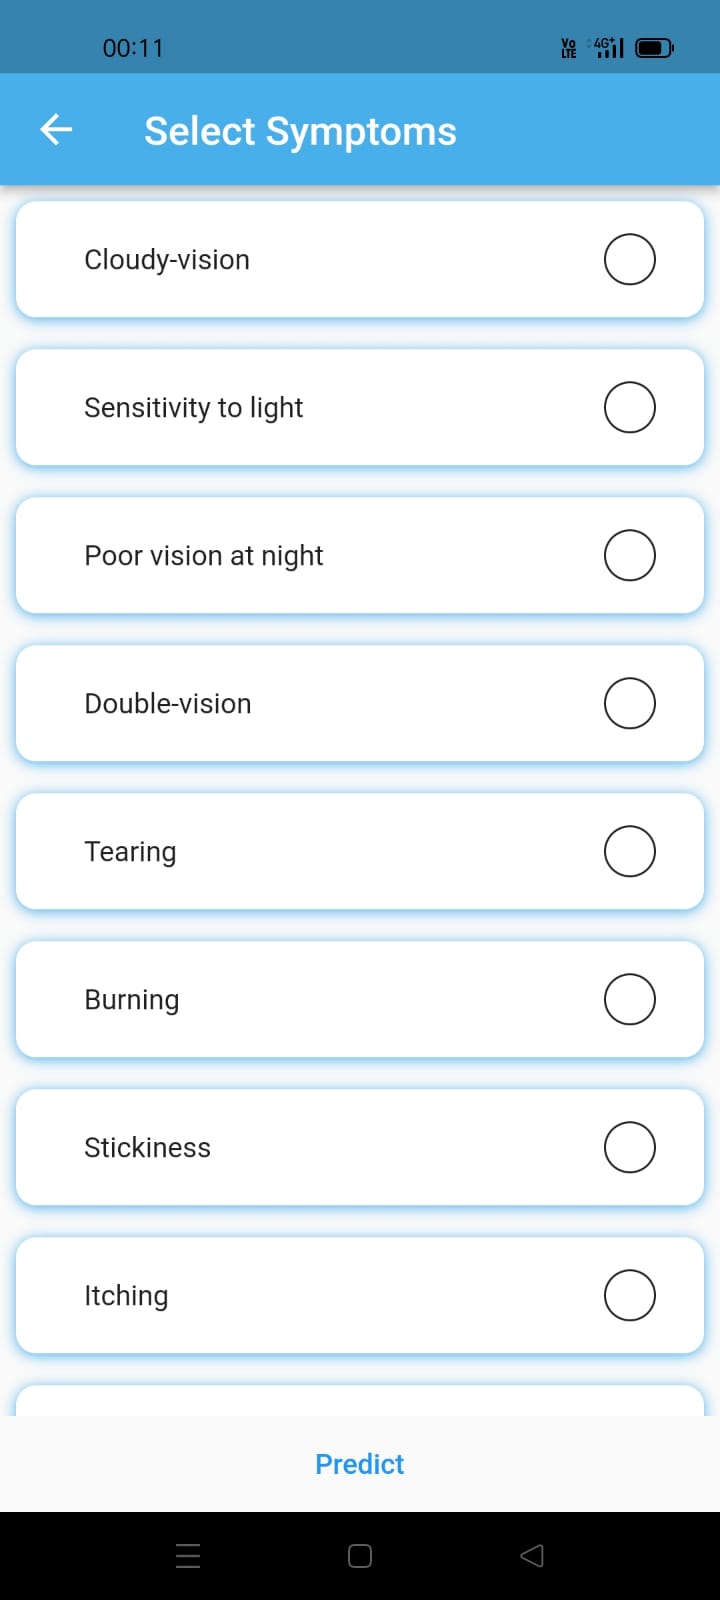 00:11
Vo LTE 4G+
Select Symptoms
Cloudy-vision
Sensitivity to light
Poor vision at night
Double-vision
Tearing
Burning
Stickiness
Itching
Predict